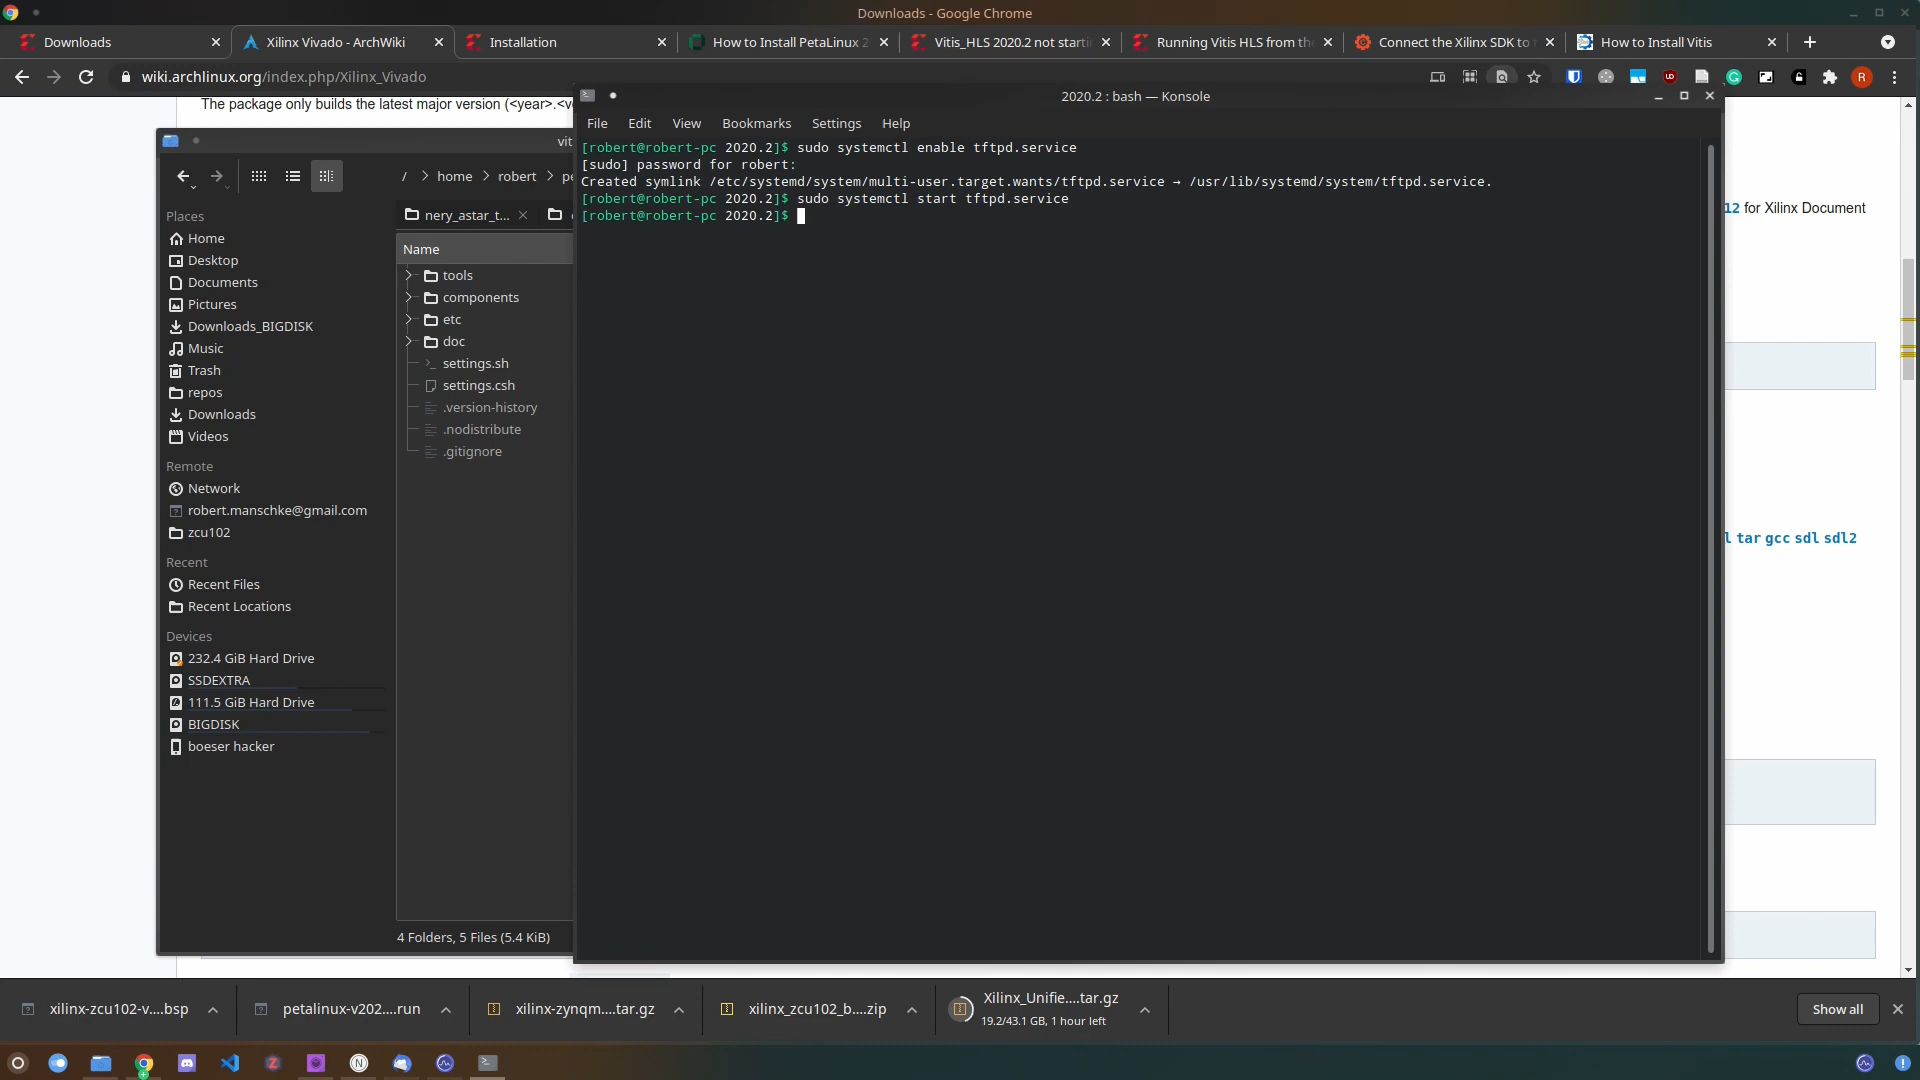 Downloads - Google Chrome
Downloads
Xilinx Vivado - ArchWiki
Installation
How to Install PetaLinux 2
Vitis_HLS 2020.2 not starti
Running Vitis HLS from th
Connect the Xilinx SDK to
How to Install Vitis
wiki.archlinux.org/index.php/Xilinx_Vivado
R
The package only builds the latest major version (<year>.<v
2020.2 : bash — Konsole
File Edit View Bookmarks Settings Help
[robert@robert-pc 2020.2]$ sudo systemctl enable tftpd.service
[sudo] password for robert:
Created symlink /etc/systemd/system/multi-user.target.wants/tftpd.service → /usr/lib/systemd/system/tftpd.service.
[robert@robert-pc 2020.2]$ sudo systemctl start tftpd.service
[robert@robert-pc 2020.2]$
vit
/ > home > robert > pe
nery_astar_t...
Places
Home
Desktop
Documents
Pictures
Downloads_BIGDISK
Music
Trash
repos
Downloads
Videos
Remote
Network
robert.manschke@gmail.com
zcu102
Recent
Recent Files
Recent Locations
Devices
232.4 GiB Hard Drive
SSDEXTRA
111.5 GiB Hard Drive
BIGDISK
boeser hacker
Name
tools
components
etc
doc
settings.sh
settings.csh
.version-history
.nodistribute
.gitignore
4 Folders, 5 Files (5.4 KiB)
12 for Xilinx Document
l tar gcc sdl sdl2
xilinx-zcu102-v....bsp
petalinux-v202....run
xilinx-zynqm....tar.gz
xilinx_zcu102_b....zip
Xilinx_Unifie....tar.gz
19.2/43.1 GB, 1 hour left
Show all